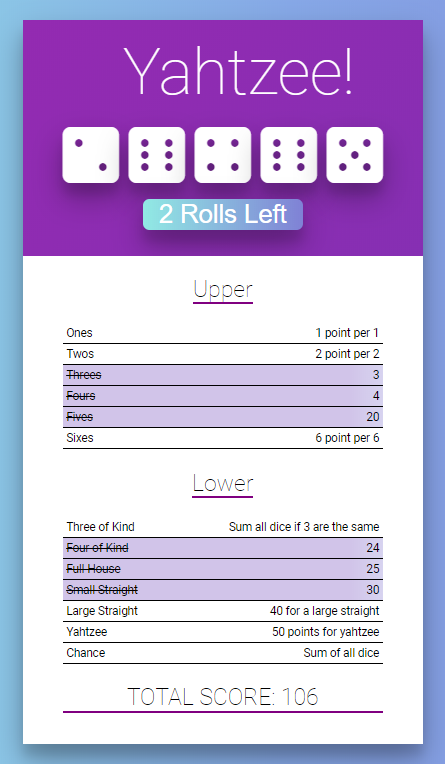 Yahtzee!
2 Rolls Left
Upper
Ones 1 point per 1
Twos 2 point per 2
Threes 3
Fours 4
Fives 20
Sixes 6 point per 6
Lower
Three of Kind Sum all dice if 3 are the same
Four of Kind 24
Full House 25
Small Straight 30
Large Straight 40 for a large straight
Yahtzee 50 points for yahtzee
Chance Sum of all dice
TOTAL SCORE: 106